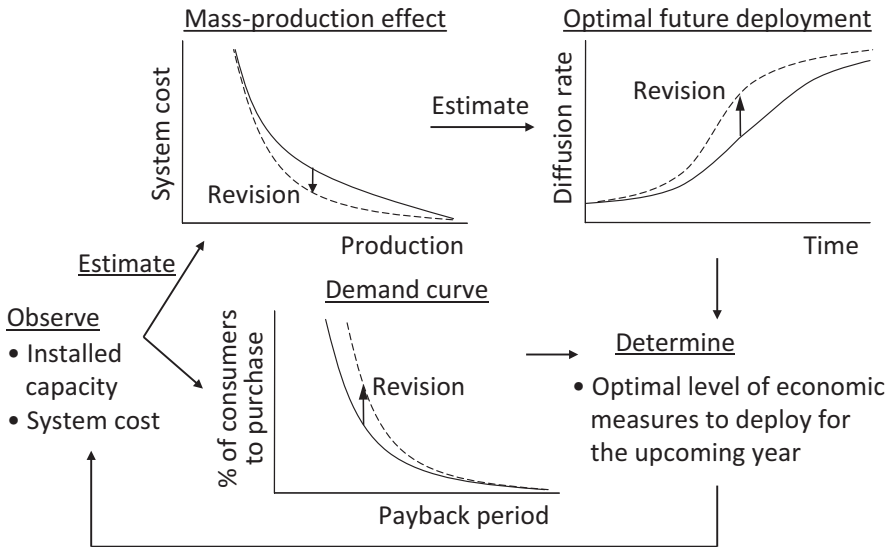 Mass-production effect
System cost
Revision
Production
Estimate
Optimal future deployment
Diffusion rate
Revision
Time
Estimate
Observe
• Installed
capacity
• System cost
Demand curve
% of consumers
to purchase
Revision
Payback period
Determine
• Optimal level of economic
measures to deploy for
the upcoming year